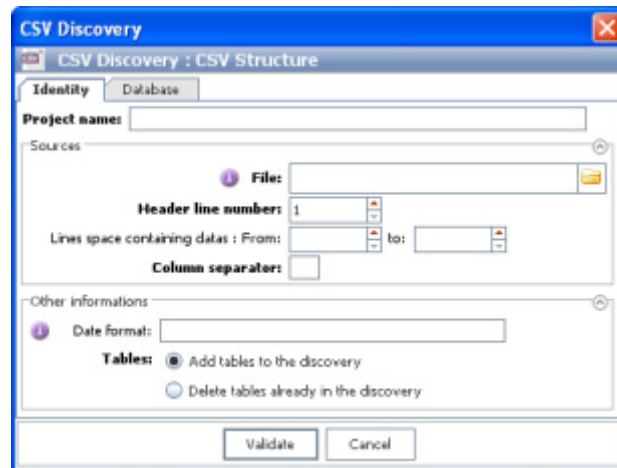 CSV Discovery
CSV Discovery : CSV Structure
Identity Database
Project name:
Sources
File:
Header line number: 1
Lines space containing datas : From: to:
Column separator:
Other informations
Date format:
Tables: Add tables to the discovery
Delete tables already in the discovery
Validate Cancel